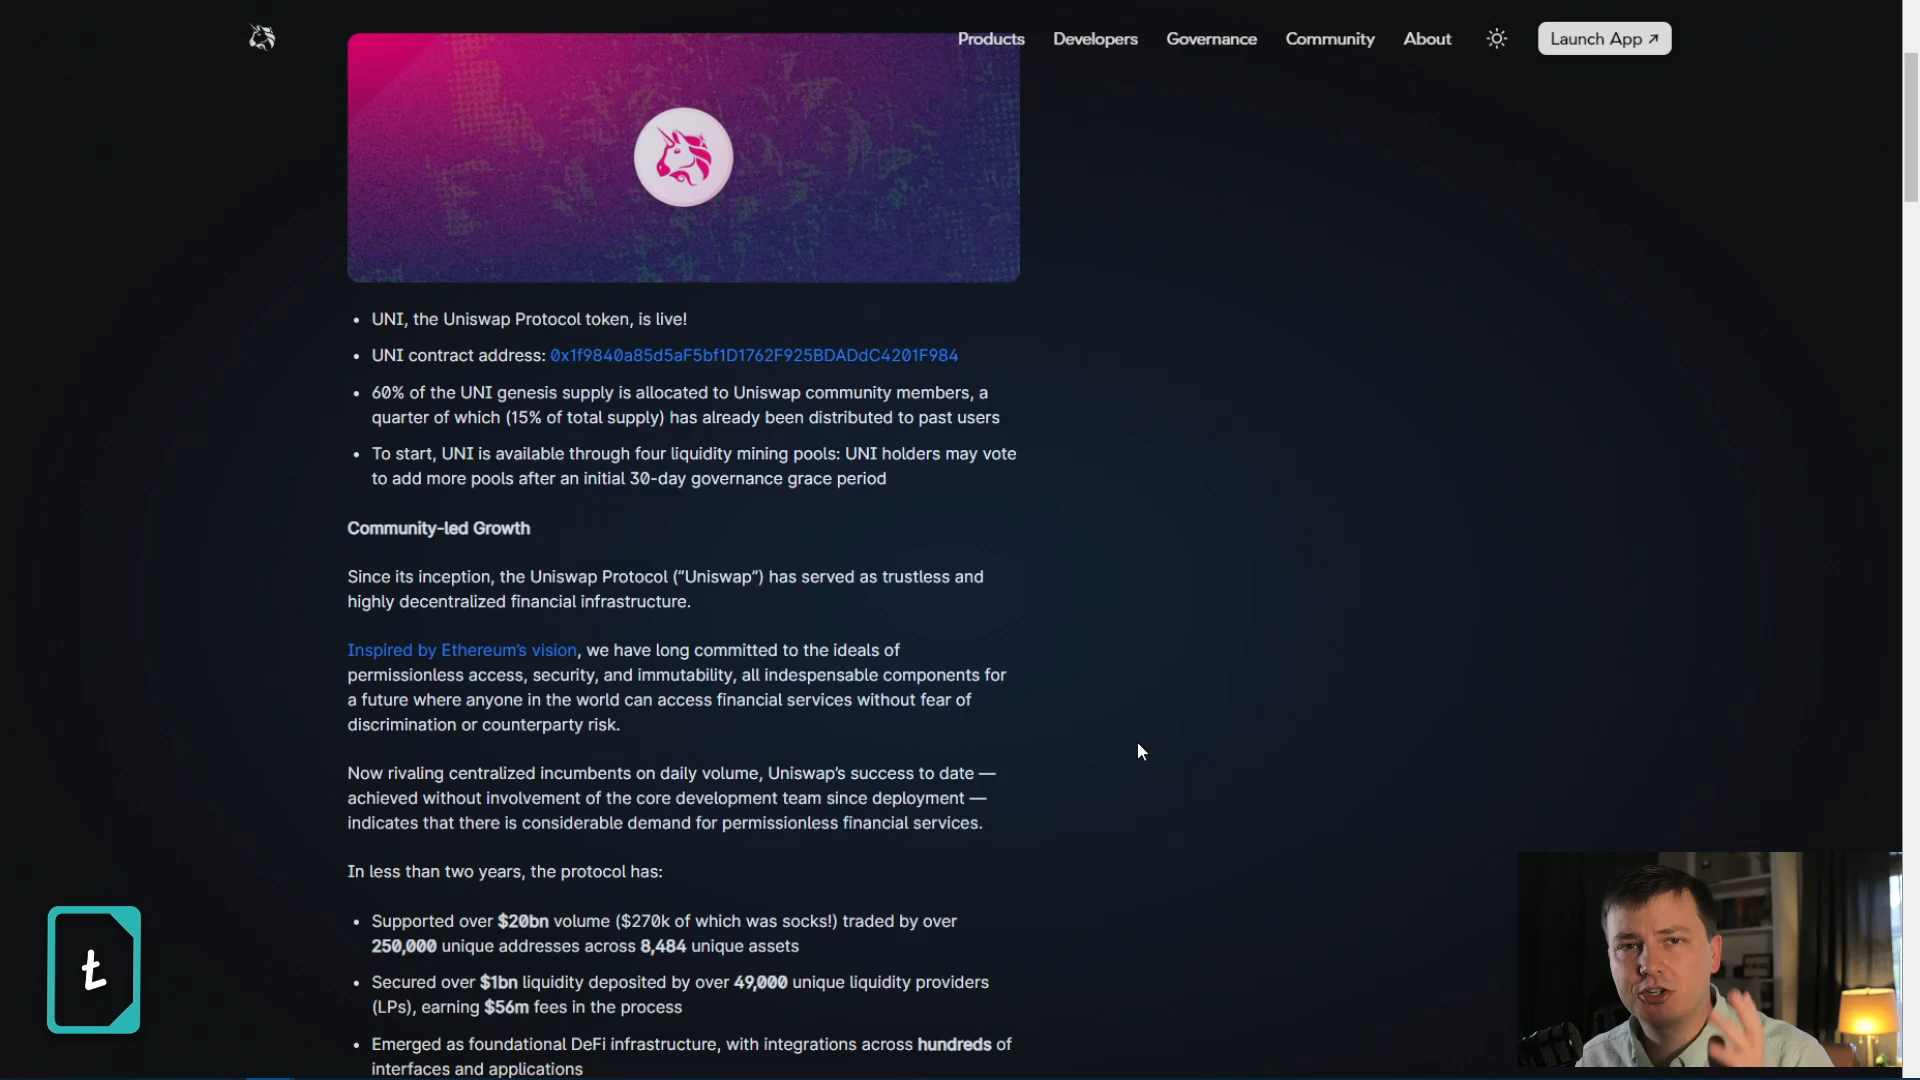 Products Developers Governance Community About Launch App ↗
• UNI, the Uniswap Protocol token, is live!
• UNI contract address: 0x1f9840a85d5aF5bf1D1762F925BDADdC4201F984
• 60% of the UNI genesis supply is allocated to Uniswap community members, a
quarter of which (15% of total supply) has already been distributed to past users
• To start, UNI is available through four liquidity mining pools: UNI holders may vote
to add more pools after an initial 30-day governance grace period
Community-led Growth
Since its inception, the Uniswap Protocol (“Uniswap”) has served as trustless and
highly decentralized financial infrastructure.
Inspired by Ethereum’s vision, we have long committed to the ideals of
permissionless access, security, and immutability, all indespensable components for
a future where anyone in the world can access financial services without fear of
discrimination or counterparty risk.
Now rivaling centralized incumbents on daily volume, Uniswap’s success to date —
achieved without involvement of the core development team since deployment —
indicates that there is considerable demand for permissionless financial services.
In less than two years, the protocol has:
• Supported over $20bn volume ($270k of which was socks!) traded by over
250,000 unique addresses across 8,484 unique assets
• Secured over $1bn liquidity deposited by over 49,000 unique liquidity providers
(LPs), earning $56m fees in the process
• Emerged as foundational DeFi infrastructure, with integrations across hundreds of
interfaces and applications